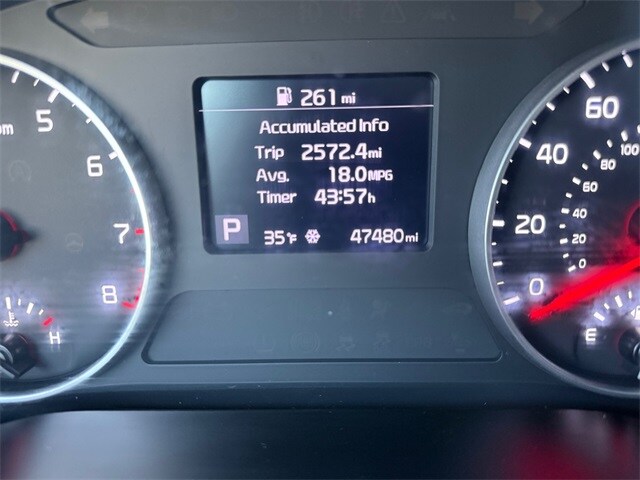 261 mi
Accumulated Info
Trip 2572.4mi
Avg. 18.0MPG
Timer 43:57h
P 35°F 47480mi
5
6
7
8
H
60
40
20
0
100
80
60
40
20
0
E